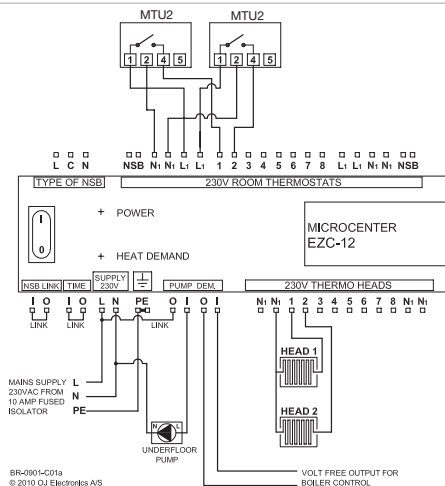 MTU2 MTU2
1 2 4 5 1 2 4 5
L C N NSB N1 N1 L1 L1 1 2 3 4 5 6 7 8 L1 L1 N1 N1 NSB
TYPE OF NSB 230V ROOM THERMOSTATS
I + POWER
MICROCENTER
EZC-12
0 + HEAT DEMAND
NSB LINK TIME SUPPLY 230V PUMP DEM. 230V THERMO HEADS
I O I O L N PE O I O I N1 N1 1 2 3 4 5 6 7 8 N1 N1
LINK LINK LINK
HEAD 1
MAINS SUPPLY L
230VAC FROM N
10 AMP FUSED
ISOLATOR PE
HEAD 2
N L
UNDERFLOOR
PUMP
BR-0901-C01a
© 2010 OJ Electronics A/S
VOLT FREE OUTPUT FOR
BOILER CONTROL